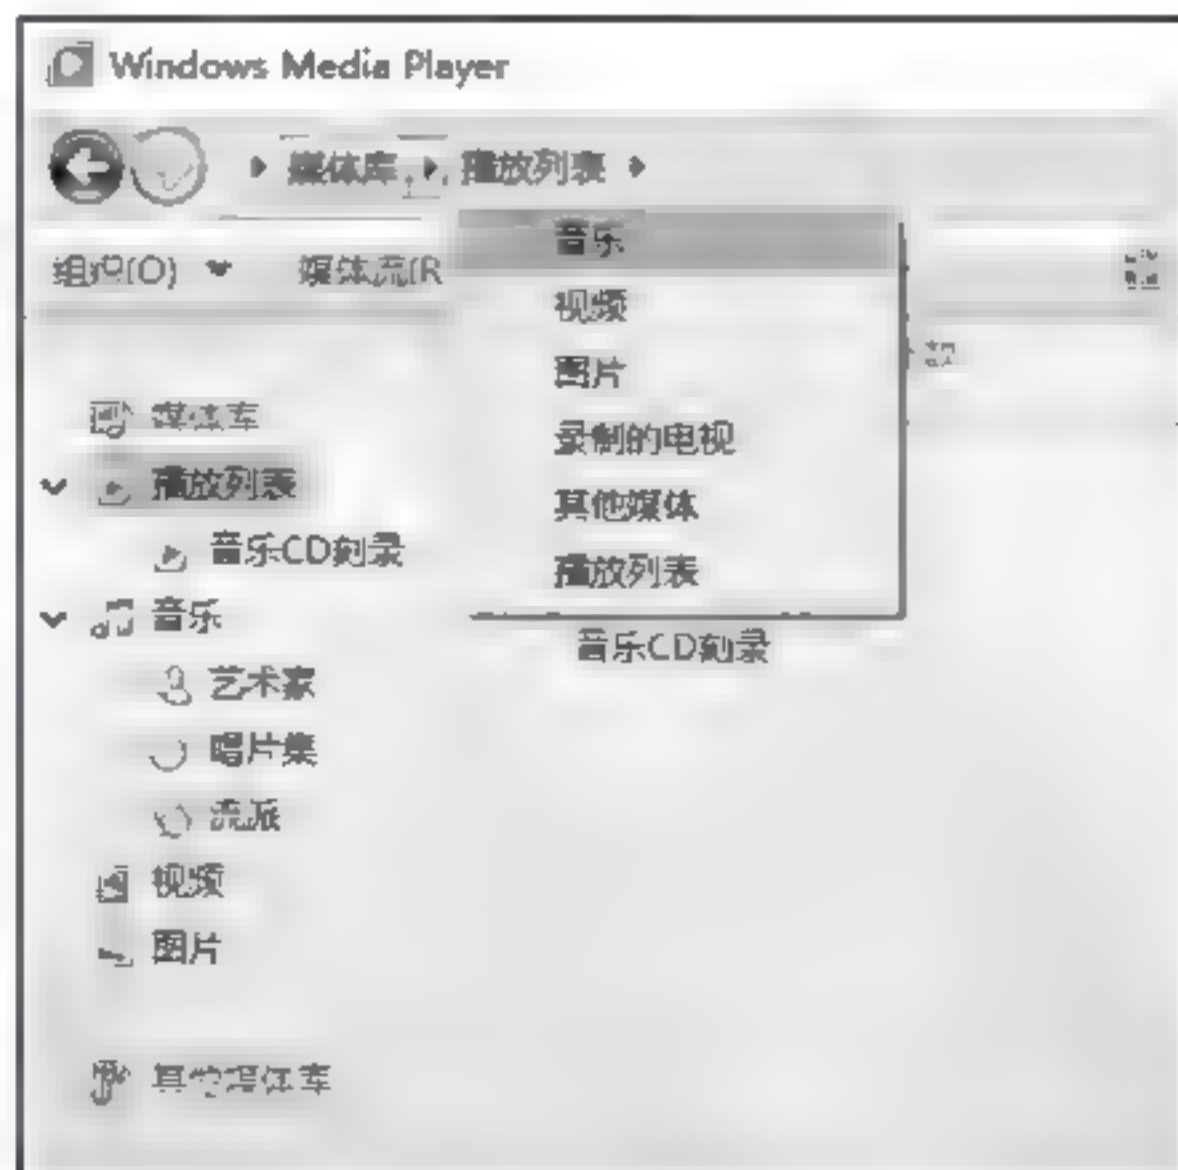 Windows Media Player
媒体库 播放列表
组织(O) 媒体流(R
音乐
视频
图片
录制的电视
其他媒体
播放列表
媒体库
播放列表
音乐CD刻录
音乐
艺术家
唱片集
流派
视频
图片
其他媒体库
音乐CD刻录